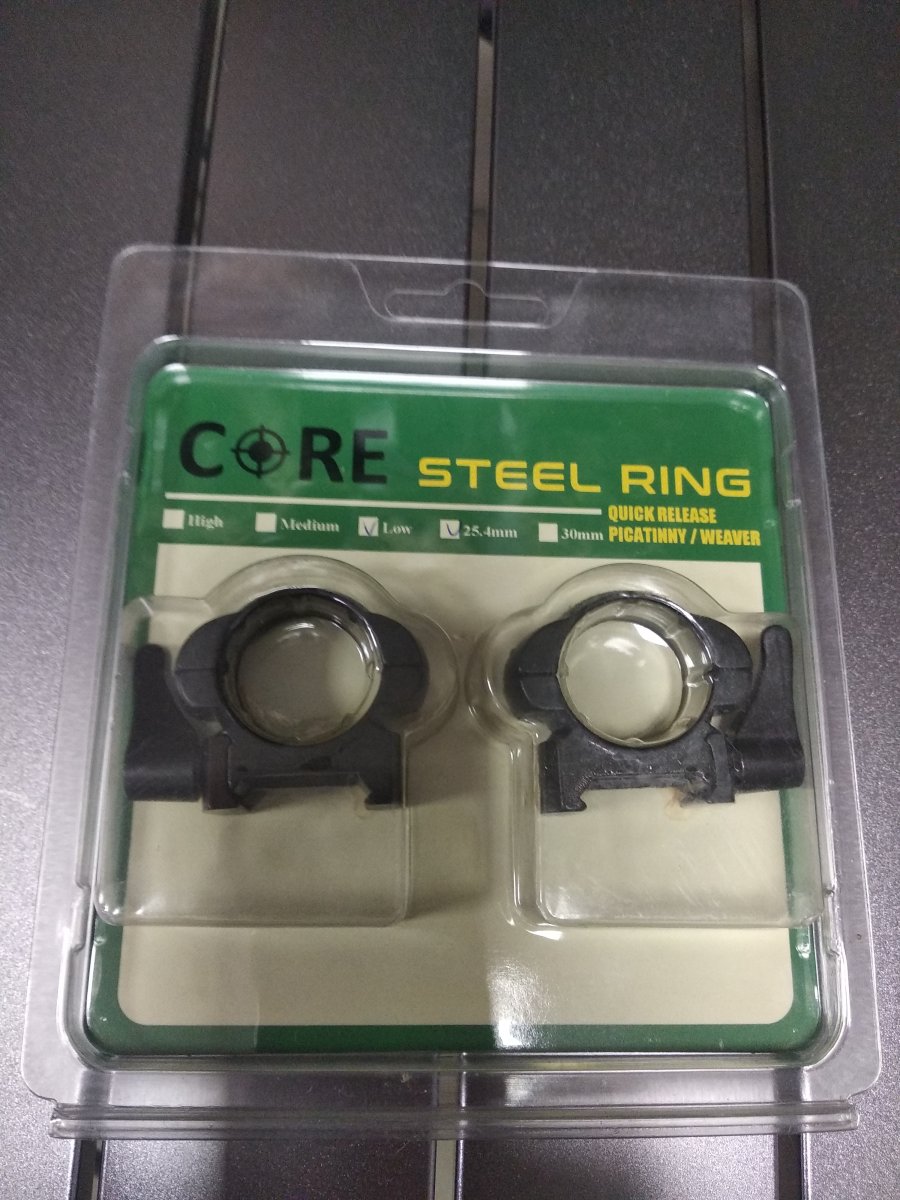 CORE STEEL RING
QUICK RELEASE
High Medium Low 25.4mm 30mm PICATINNY / WEAVER